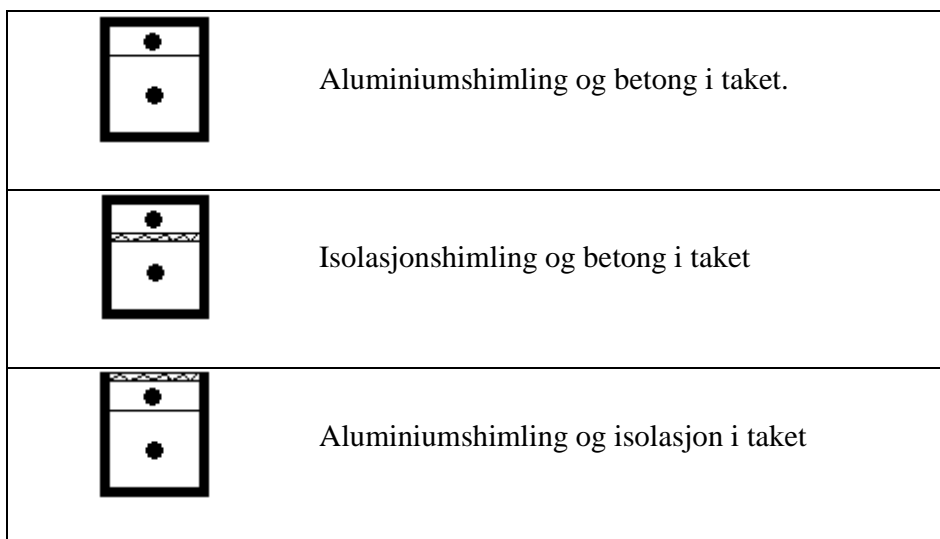 Aluminiumshimling og betong i taket.
Isolasjonshimling og betong i taket
Aluminiumshimling og isolasjon i taket